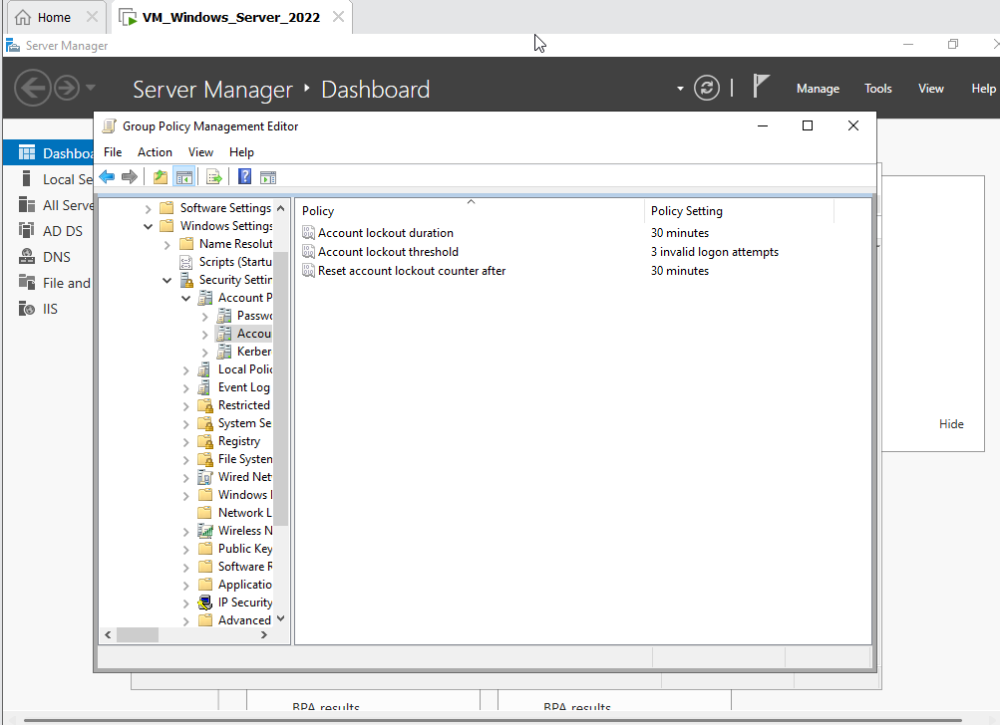 Home
VM_Windows_Server_2022
Server Manager
Server Manager
Dashboard
Manage
Tools
View
Help
Group Policy Management Editor
File
Action
View
Help
Dashboa
Local Se
All Serve
AD DS
DNS
File and
IIS
Software Settings
Windows Settings
Name Resolut
Scripts (Startu
Security Settin
Account P
Passwo
Accou
Kerber
Local Polic
Event Log
Restricted
System Se
Registry
File System
Wired Net
Windows
Network L
Wireless N
Public Key
Software R
Applicatio
IP Security
Advanced
Policy
Policy Setting
Account lockout duration
30 minutes
Account lockout threshold
3 invalid logon attempts
Reset account lockout counter after
30 minutes
Hide
BPA results
BPA results